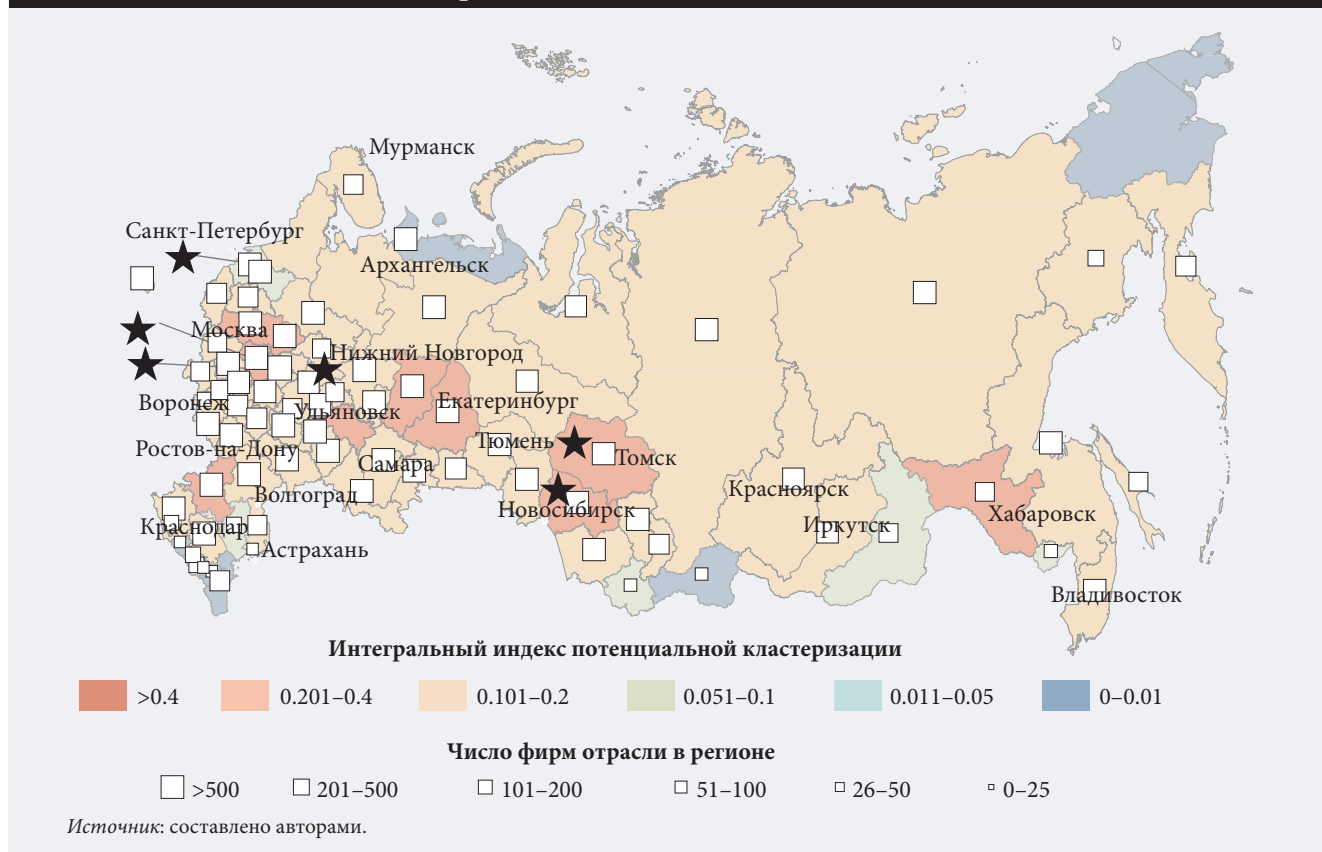 Мурманск
Санкт-Петербург
Архангельск
Москва
Нижний Новгород
Воронеж
Ульяновск
Екатеринбург
Ростов-на-Дону
Тюмень
Самара
Томск
Волгоград
Новосибирск
Красноярск
Краснодар
Иркутск
Хабаровск
Астрахань
Владивосток
Интегральный индекс потенциальной кластеризации
>0.4 0.201–0.4 0.101–0.2 0.051–0.1 0.011–0.05 0–0.01
Число фирм отрасли в регионе
>500 201–500 101–200 51–100 26–50 0–25
Источник: составлено авторами.